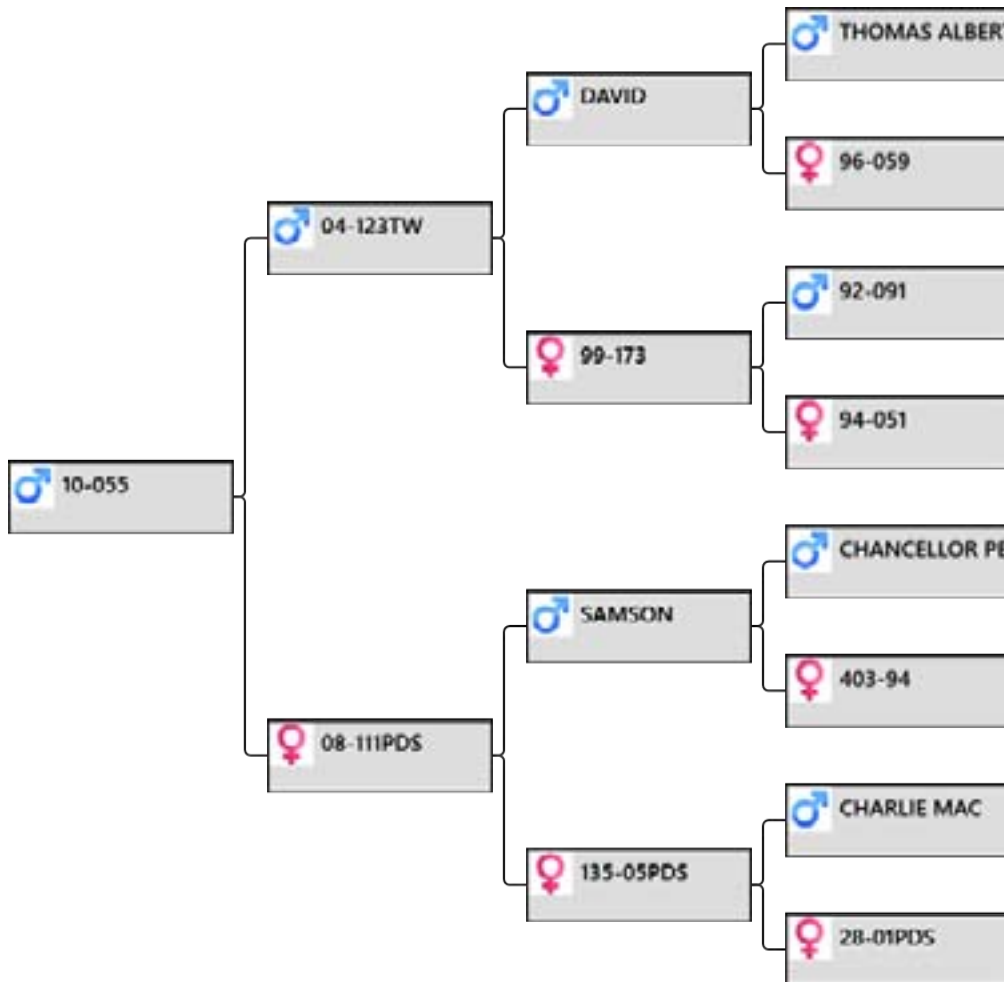 THOMAS ALBER
DAVID
96-059
04-123TW
92-091
99-173
94-051
10-055
CHANCELLOR PE
SAMSON
403-94
08-111PDS
CHARLIE MAC
135-05PDS
28-01PDS